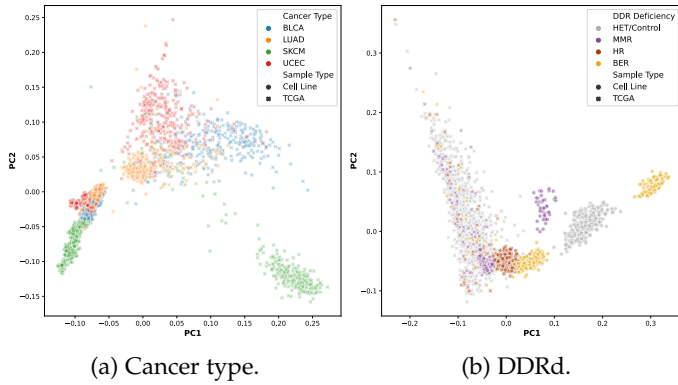 0.25
0.20
0.15
0.10
0.05
0.00
−0.05
−0.10
−0.15
PC2
−0.10 −0.05 0.00 0.05 0.10 0.15 0.20 0.25
PC1
Cancer Type
BLCA
LUAD
SKCM
UCEC
Sample Type
Cell Line
TCGA
(a) Cancer type.
0.3
0.2
0.1
0.0
−0.1
PC2
−0.2 −0.1 0.0 0.1 0.2 0.3
PC1
DDR Deficiency
HET/Control
MMR
HR
BER
Sample Type
Cell Line
TCGA
(b) DDRd.